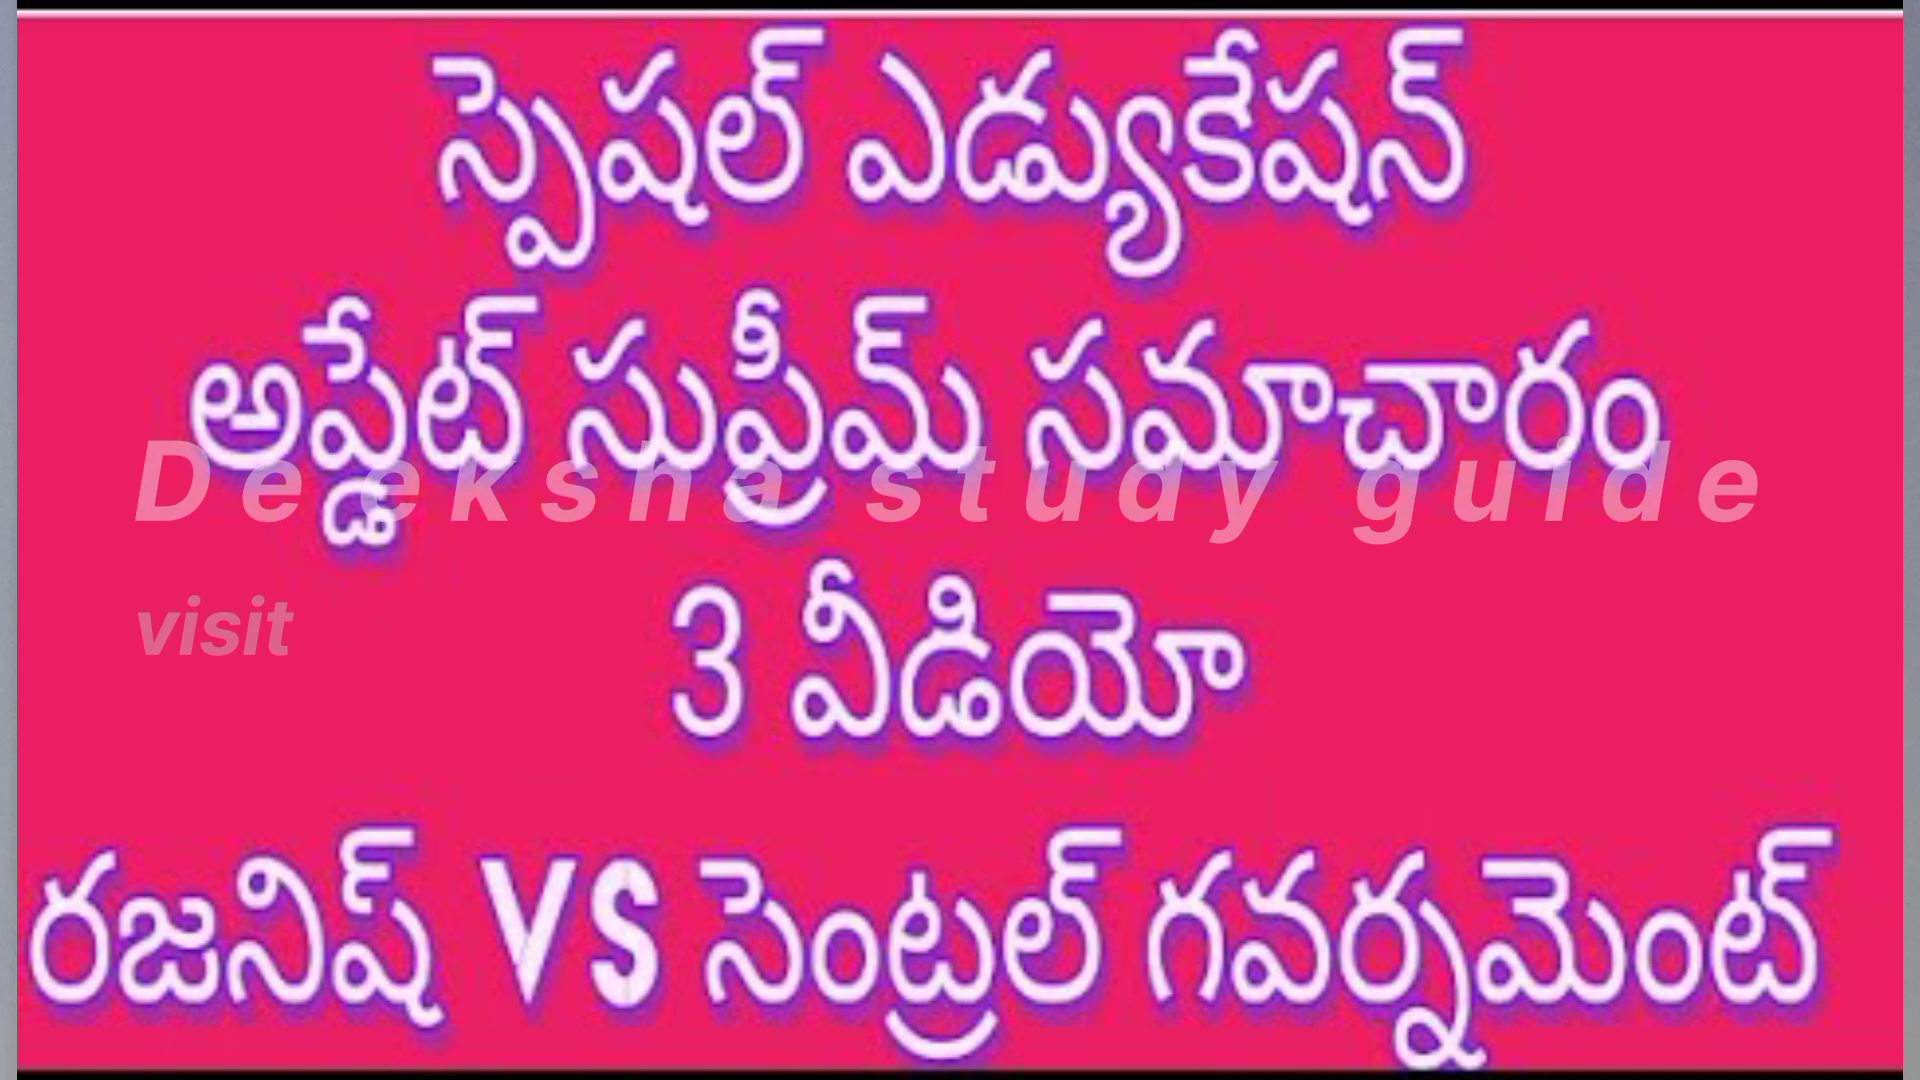 స్పెషల్ ఎడ్యుకేషన్
అప్డేట్ సుప్రీమ్ సమాచారం
Deeksha study guide
visit
3 వీడియో
రజనిష్ VS సెంట్రల్ గవర్నమెంట్